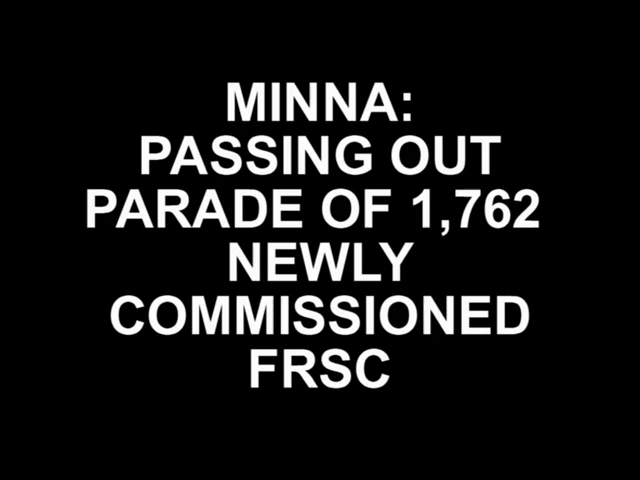 MINNA:
PASSING OUT
PARADE OF 1,762
NEWLY
COMMISSIONED
FRSC